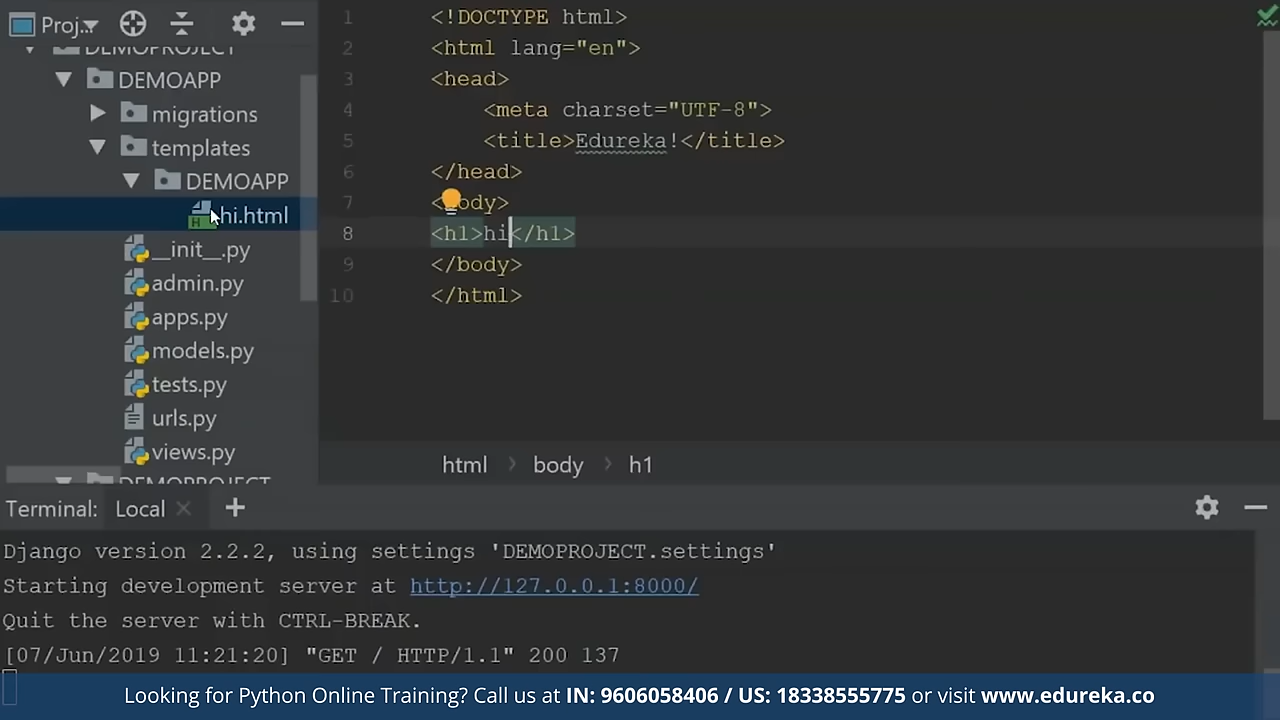 Proj...
DEMOPROJECT
DEMOAPP
migrations
templates
DEMOAPP
hi.html
__init__.py
admin.py
apps.py
models.py
tests.py
urls.py
views.py
DEMOPROJECT
1 <!DOCTYPE html>
2 <html lang="en">
3 <head>
4 <meta charset="UTF-8">
5 <title>Edureka!</title>
6 </head>
7 <body>
8 <h1>hi</h1>
9 </body>
10 </html>
html > body > h1
Terminal: Local × +
Django version 2.2.2, using settings 'DEMOPROJECT.settings'
Starting development server at http://127.0.0.1:8000/
Quit the server with CTRL-BREAK.
[07/Jun/2019 11:21:20] "GET / HTTP/1.1" 200 137
Looking for Python Online Training? Call us at IN: 9606058406 / US: 18338555775 or visit www.edureka.co